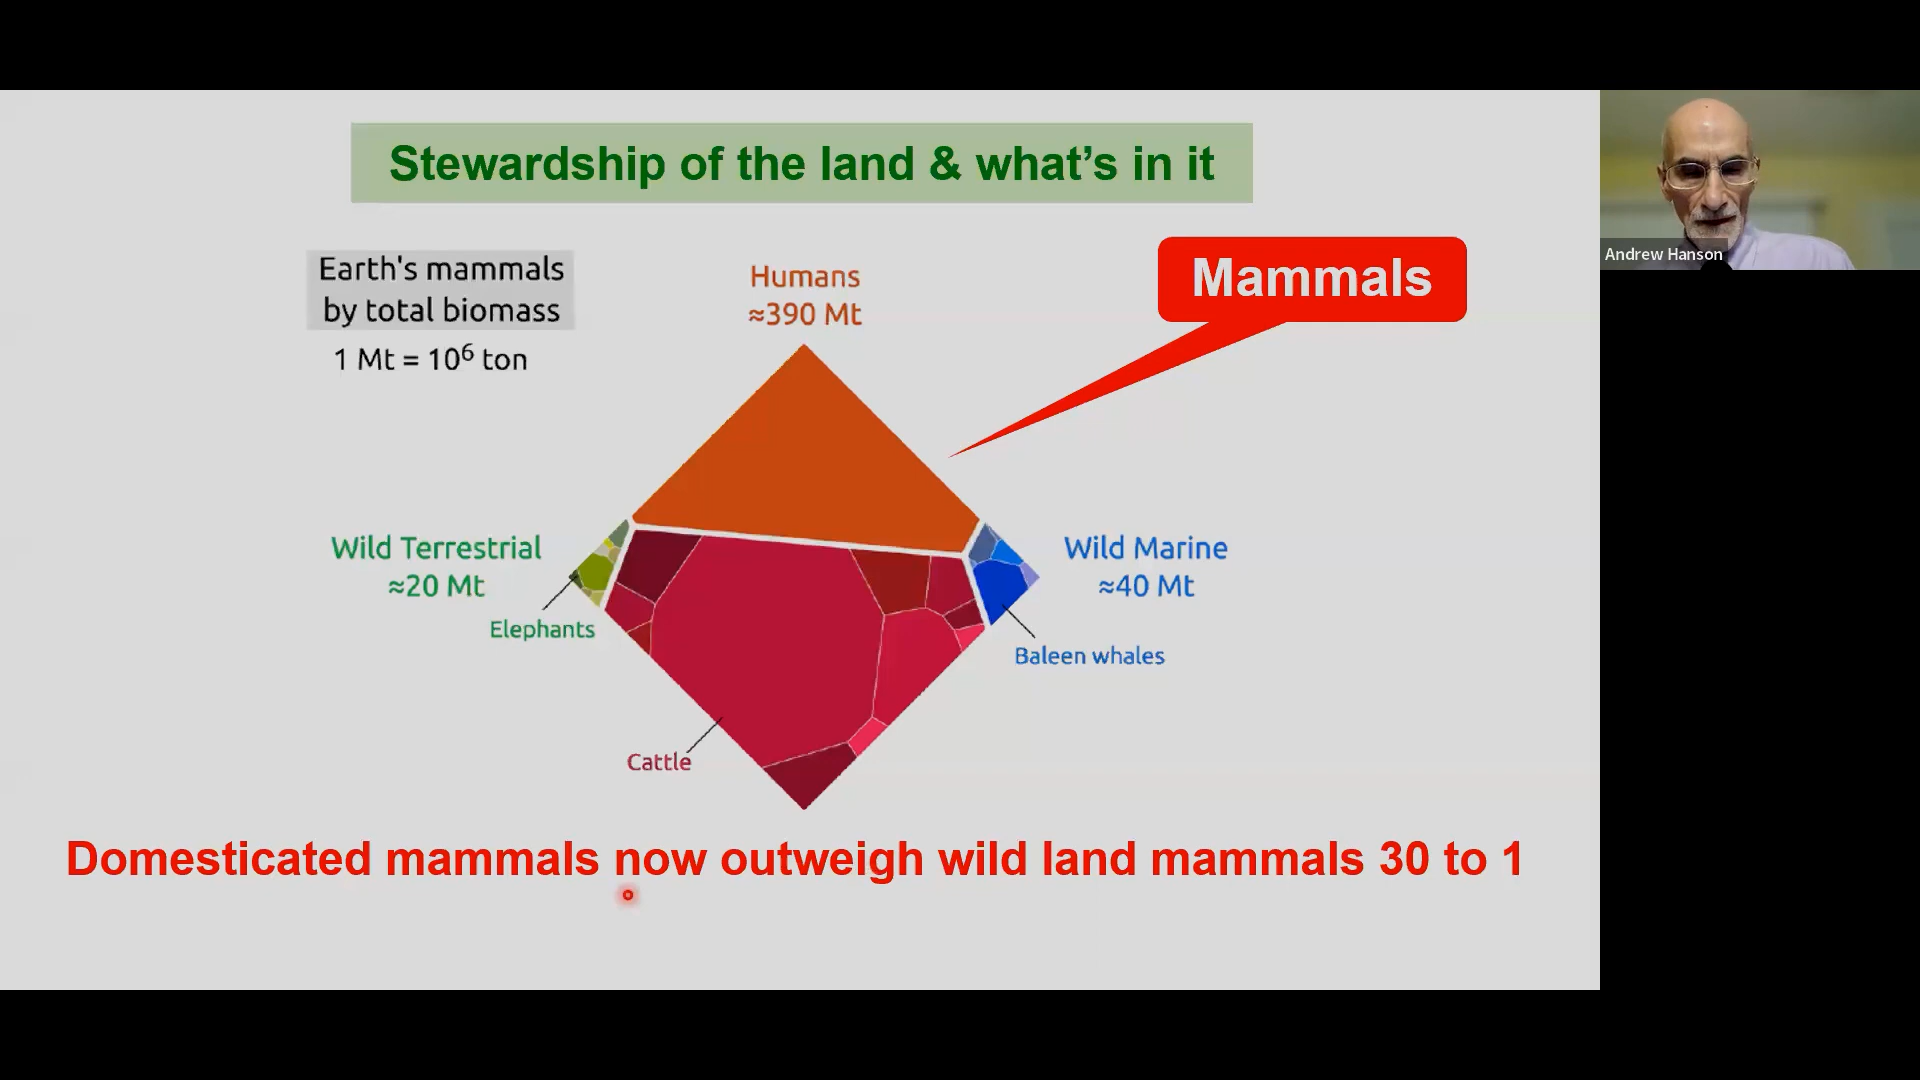 Stewardship of the land & what's in it
Earth's mammals
by total biomass
1 Mt = 10⁶ ton
Humans
≈390 Mt
Mammals
Wild Terrestrial
≈20 Mt
Elephants
Wild Marine
≈40 Mt
Baleen whales
Cattle
Domesticated mammals now outweigh wild land mammals 30 to 1
Andrew Hanson